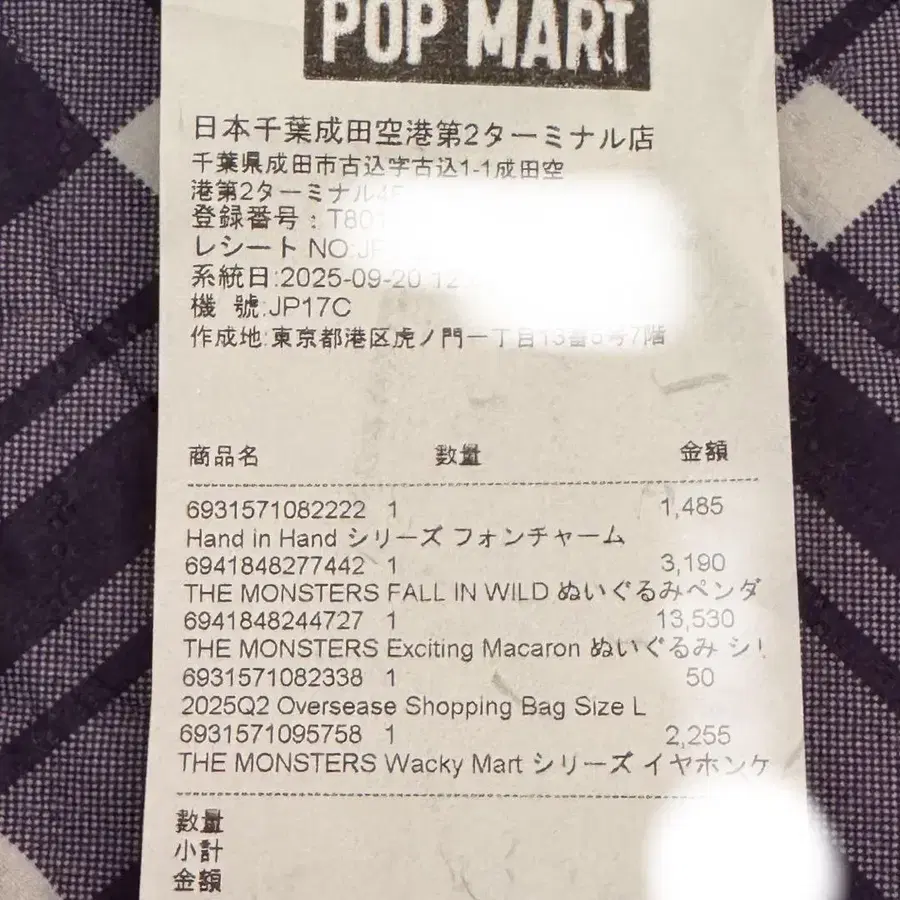 POP MART
日本千葉成田空港第2ターミナル店
千葉県成田市古込字古込1-1成田空
港第2ターミナル4F
登録番号：T801
レシート NO:JP
系統日:2025-09-20 12
機 號:JP17C
作成地:東京都港区虎ノ門一丁目13番5号7階
商品名 数量 金額
6931571082222 1 1,485
Hand in Hand シリーズ フォンチャーム
6941848277442 1 3,190
THE MONSTERS FALL IN WILD ぬいぐるみペンダ
6941848244727 1 13,530
THE MONSTERS Exciting Macaron ぬいぐるみ シリ
6931571082338 1 50
2025Q2 Oversease Shopping Bag Size L
6931571095758 1 2,255
THE MONSTERS Wacky Mart シリーズ イヤホンケ
数量
小計
金額